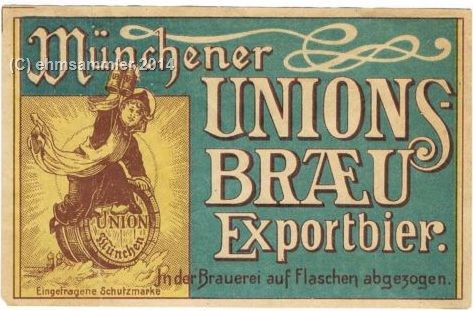 Münchener
(C) ehmsammler, 2014
UNIONS-
BRÆU
Exportbier.
UNION
München
In der Brauerei auf Flaschen abgezogen.
Eingetragene Schutzmarke